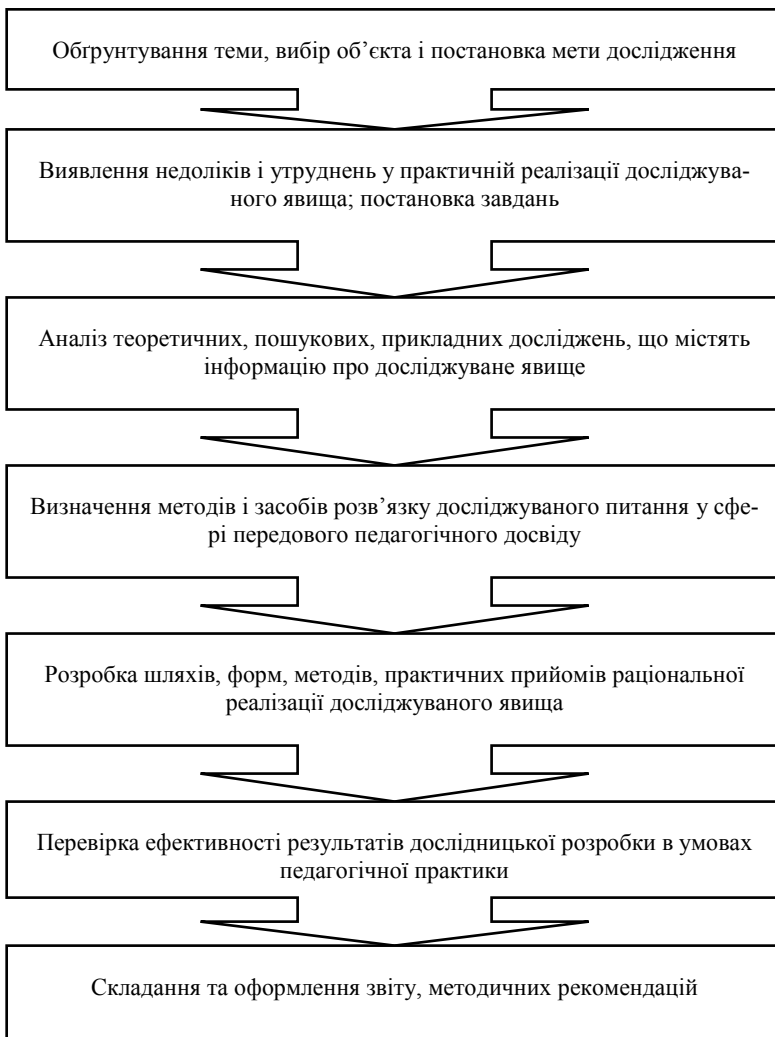 Обґрунтування теми, вибір об’єкта і постановка мети дослідження
Виявлення недоліків і утруднень у практичній реалізації досліджува-
ного явища; постановка завдань
Аналіз теоретичних, пошукових, прикладних досліджень, що містять
інформацію про досліджуване явище
Визначення методів і засобів розв’язку досліджуваного питання у сфе-
рі передового педагогічного досвіду
Розробка шляхів, форм, методів, практичних прийомів раціональної
реалізації досліджуваного явища
Перевірка ефективності результатів дослідницької розробки в умовах
педагогічної практики
Складання та оформлення звіту, методичних рекомендацій